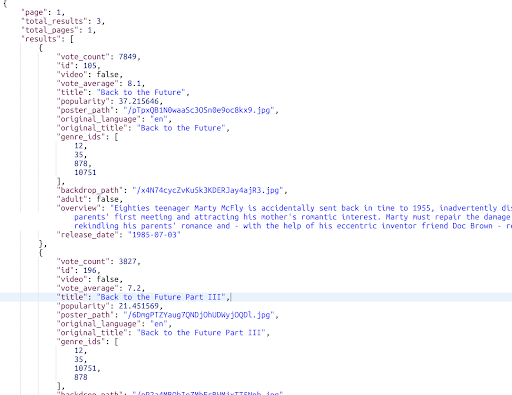 {
"page": 1,
"total_results": 3,
"total_pages": 1,
"results": [
{
"vote_count": 7849,
"id": 105,
"video": false,
"vote_average": 8.1,
"title": "Back to the Future",
"popularity": 37.215646,
"poster_path": "/pTpxQB1N0waaSc3OSn0e9oc8kx9.jpg",
"original_language": "en",
"original_title": "Back to the Future",
"genre_ids": [
12,
35,
878,
10751
],
"backdrop_path": "/x4N74cycZvKu5k3KDERJay4ajR3.jpg",
"adult": false,
"overview": "Eighties teenager Marty McFly is accidentally sent back in time to 1955, inadvertently
parents' first meeting and attracting his mother's romantic interest. Marty must repair the damage
rekindling his parents' romance and - with the help of his eccentric inventor friend Doc Brown -
"release_date": "1985-07-03"
},
{
"vote_count": 3827,
"id": 196,
"video": false,
"vote_average": 7.2,
"title": "Back to the Future Part III",
"popularity": 21.451569,
"poster_path": "/6DmgPTZYaug7QNDjOhUDWyjOQDl.jpg",
"original_language": "en",
"original_title": "Back to the Future Part III",
"genre_ids": [
12,
35,
10751,
878
],